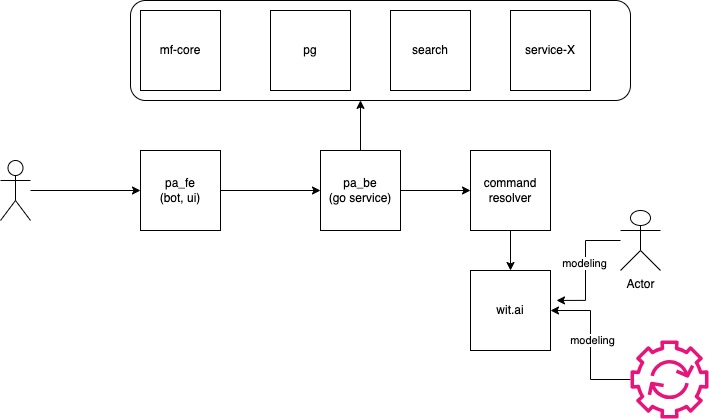 mf-core
pg
search
service-X
pa_fe
(bot, ui)
pa_be
(go service)
command
resolver
modeling
Actor
wit.ai
modeling